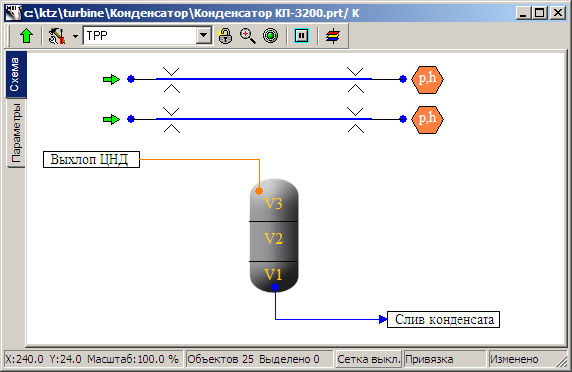 c:\ktz\turbine\Конденсатор\Конденсатор КП-3200.prt/ К
TPP
Схема
Параметры
p,h
p,h
Выхлоп ЦНД
V3
V2
V1
Слив конденсата
X:240.0 Y:24.0 Масштаб:100.0 %
Объектов 25 Выделено 0
Сетка выкл.
Привязка
Изменено